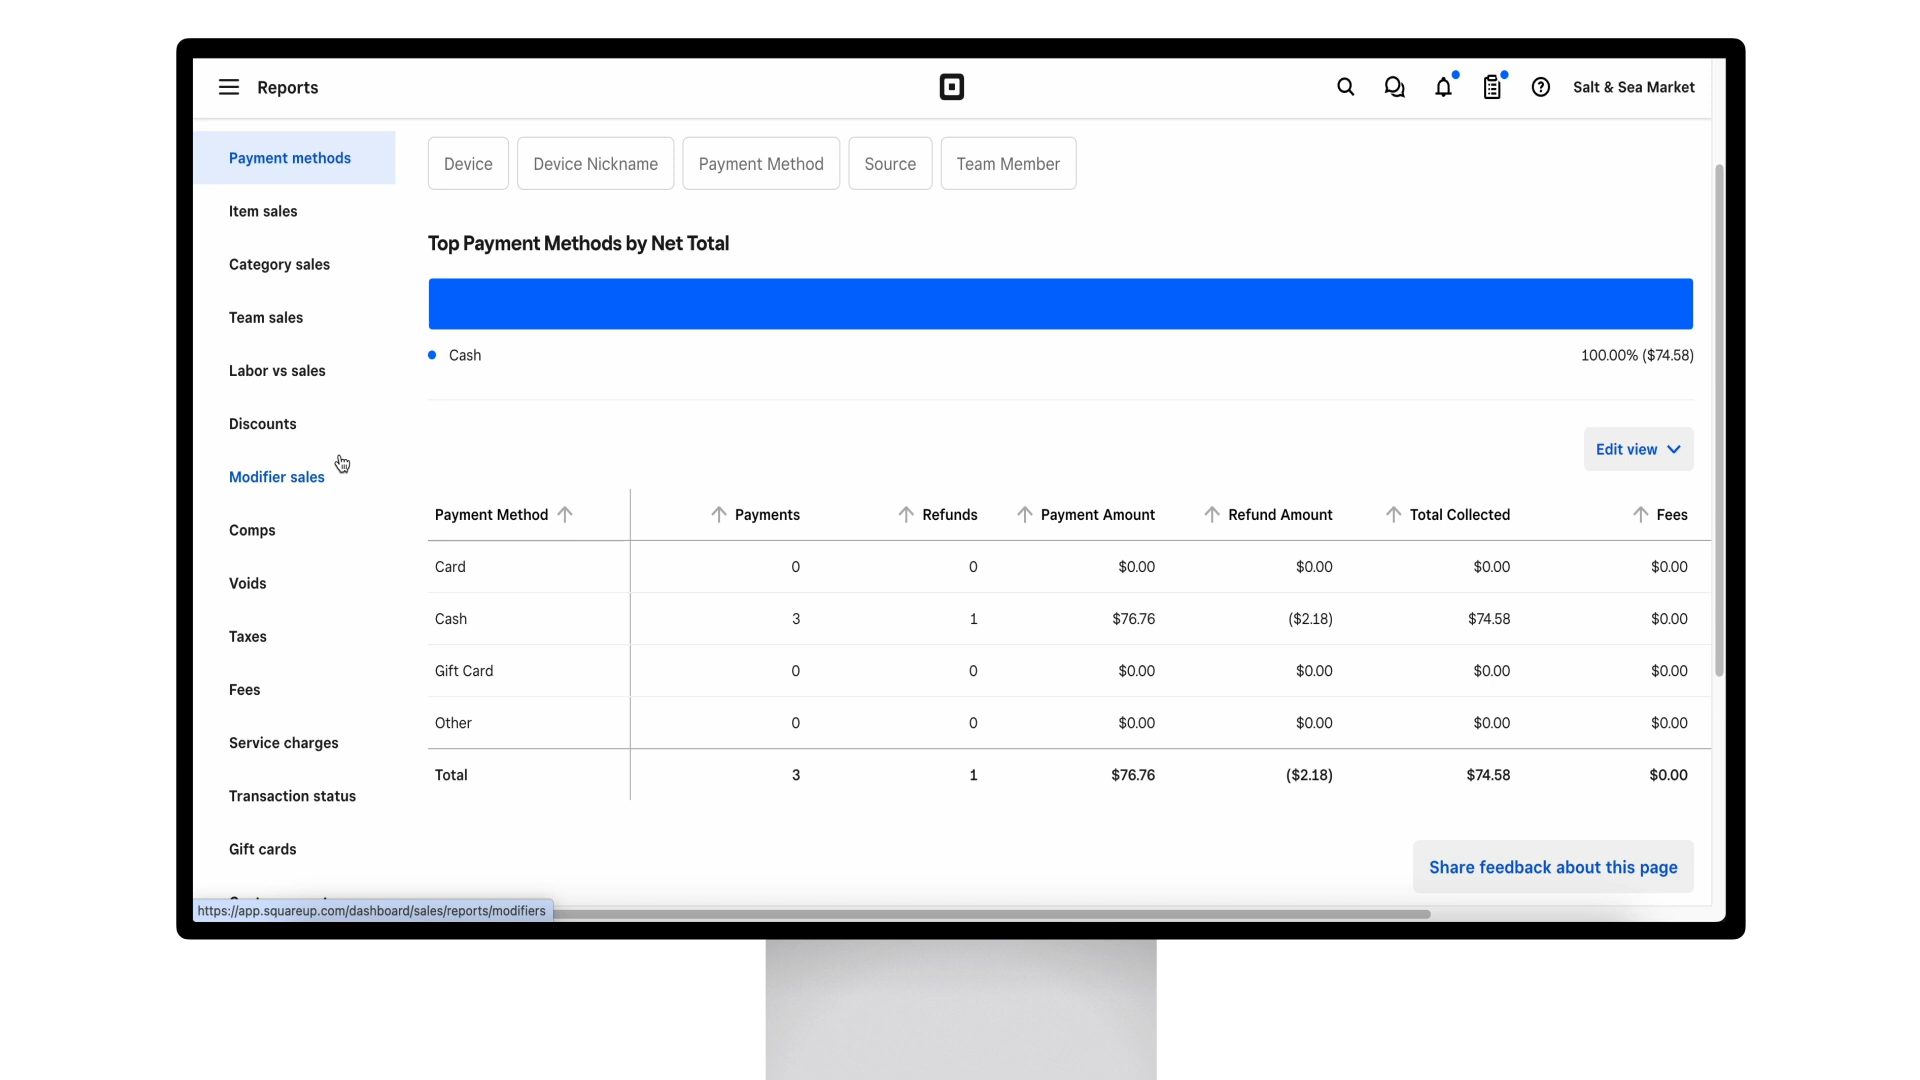 Reports
Salt & Sea Market
Payment methods
Item sales
Category sales
Team sales
Labor vs sales
Discounts
Modifier sales
Comps
Voids
Taxes
Fees
Service charges
Transaction status
Gift cards
https://app.squareup.com/dashboard/sales/reports/modifiers
Device Device Nickname Payment Method Source Team Member
Top Payment Methods by Net Total
Cash 100.00% ($74.58)
Edit view
Payment Method Payments Refunds Payment Amount Refund Amount Total Collected Fees
Card 0 0 $0.00 $0.00 $0.00 $0.00
Cash 3 1 $76.76 ($2.18) $74.58 $0.00
Gift Card 0 0 $0.00 $0.00 $0.00 $0.00
Other 0 0 $0.00 $0.00 $0.00 $0.00
Total 3 1 $76.76 ($2.18) $74.58 $0.00
Share feedback about this page